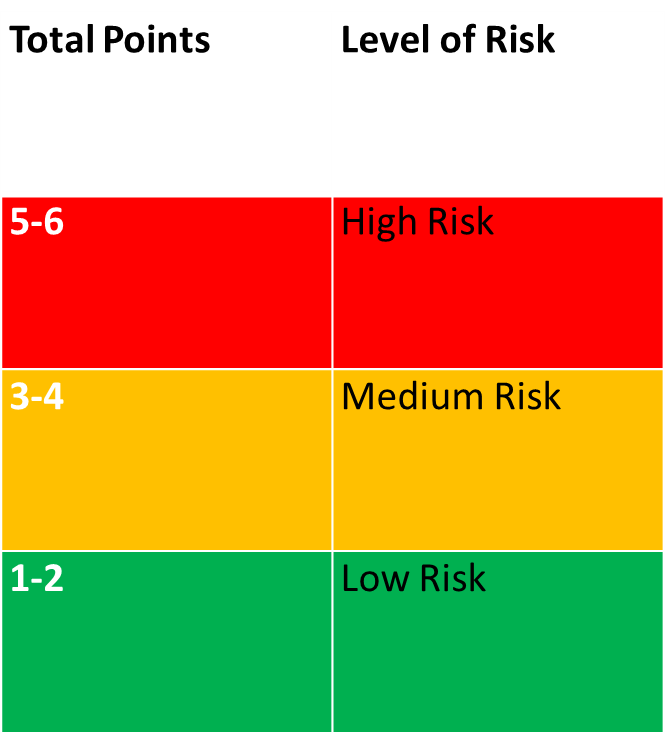 Total Points Level of Risk
5-6 High Risk
3-4 Medium Risk
1-2 Low Risk